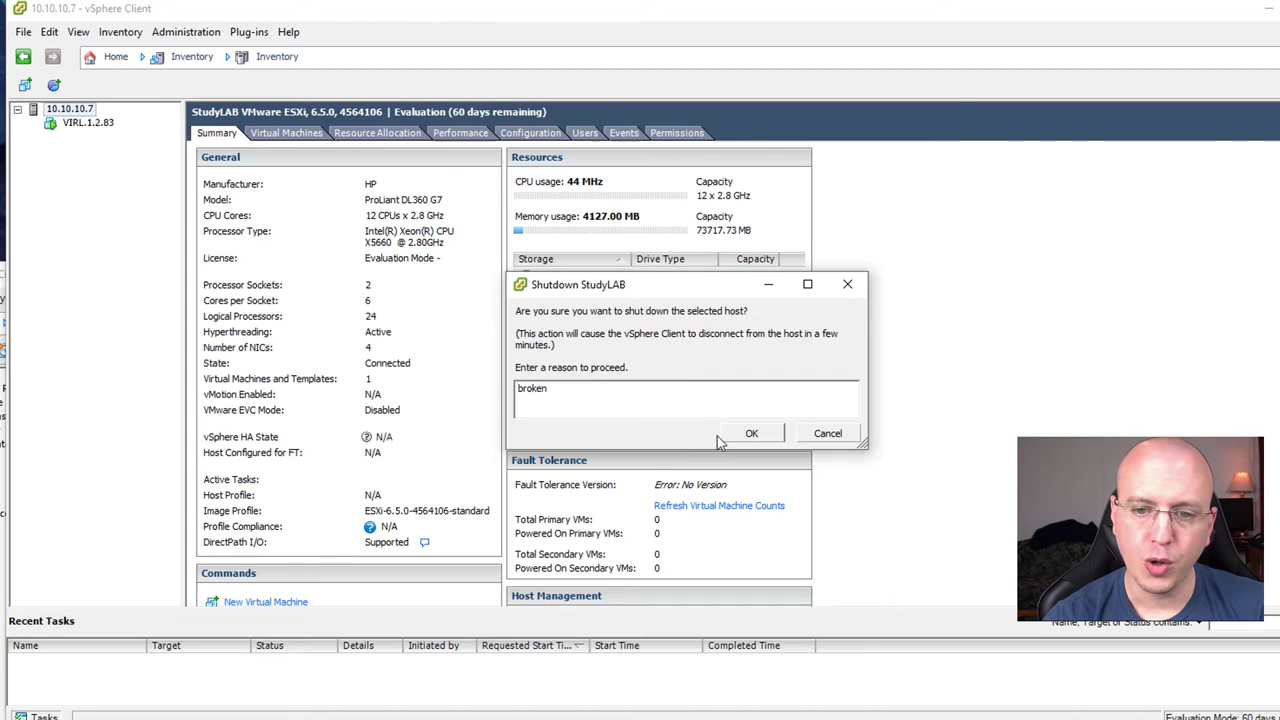 10.10.10.7 - vSphere Client
File Edit View Inventory Administration Plug-ins Help
Home Inventory Inventory
10.10.10.7
VIRL.1.2.83
StudyLAB VMware ESXi, 6.5.0, 4564106 | Evaluation (60 days remaining)
Summary Virtual Machines Resource Allocation Performance Configuration Users Events Permissions
General
Manufacturer: HP
Model: ProLiant DL360 G7
CPU Cores: 12 CPUs x 2.8 GHz
Processor Type: Intel(R) Xeon(R) CPU
X5660 @ 2.80GHz
License: Evaluation Mode -
Processor Sockets: 2
Cores per Socket: 6
Logical Processors: 24
Hyperthreading: Active
Number of NICs: 4
State: Connected
Virtual Machines and Templates: 1
vMotion Enabled: N/A
VMware EVC Mode: Disabled
vSphere HA State N/A
Host Configured for FT: N/A
Active Tasks:
Host Profile: N/A
Image Profile: ESXi-6.5.0-4564106-standard
Profile Compliance: N/A
DirectPath I/O: Supported
Commands
New Virtual Machine
Resources
CPU usage: 44 MHz Capacity
12 x 2.8 GHz
Memory usage: 4127.00 MB Capacity
73717.73 MB
Storage Drive Type Capacity
Shutdown StudyLAB
Are you sure you want to shut down the selected host?
(This action will cause the vSphere Client to disconnect from the host in a few
minutes.)
Enter a reason to proceed.
broken
OK Cancel
Fault Tolerance
Fault Tolerance Version: Error: No Version
Refresh Virtual Machine Counts
Total Primary VMs: 0
Powered On Primary VMs: 0
Total Secondary VMs: 0
Powered On Secondary VMs: 0
Host Management
Recent Tasks
Name, Target or Status contains:
Name Target Status Details Initiated by Requested Start Ti... Start Time Completed Time
Tasks
Evaluation Mode: 60 days